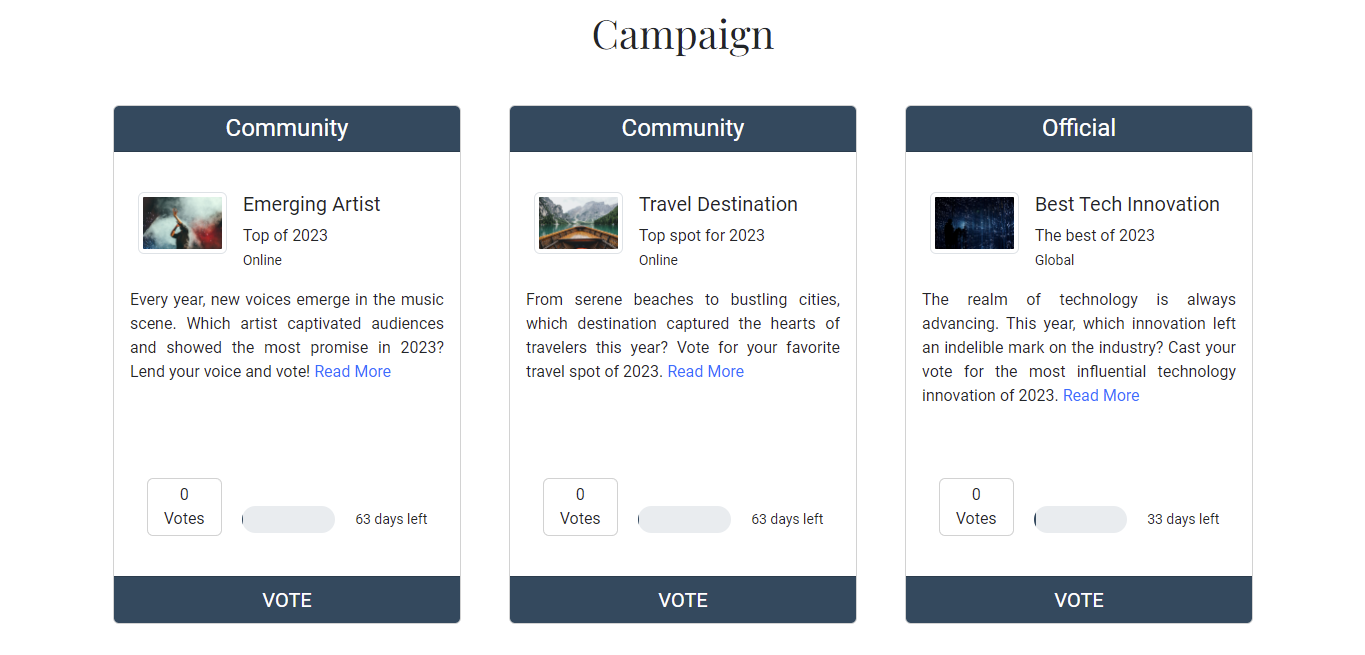 Campaign
Community
Emerging Artist
Top of 2023
Online
Every year, new voices emerge in the music
scene. Which artist captivated audiences
and showed the most promise in 2023?
Lend your voice and vote! Read More
0
Votes
63 days left
VOTE
Community
Travel Destination
Top spot for 2023
Online
From serene beaches to bustling cities,
which destination captured the hearts of
travelers this year? Vote for your favorite
travel spot of 2023. Read More
0
Votes
63 days left
VOTE
Official
Best Tech Innovation
The best of 2023
Global
The realm of technology is always
advancing. This year, which innovation left
an indelible mark on the industry? Cast your
vote for the most influential technology
innovation of 2023. Read More
0
Votes
33 days left
VOTE